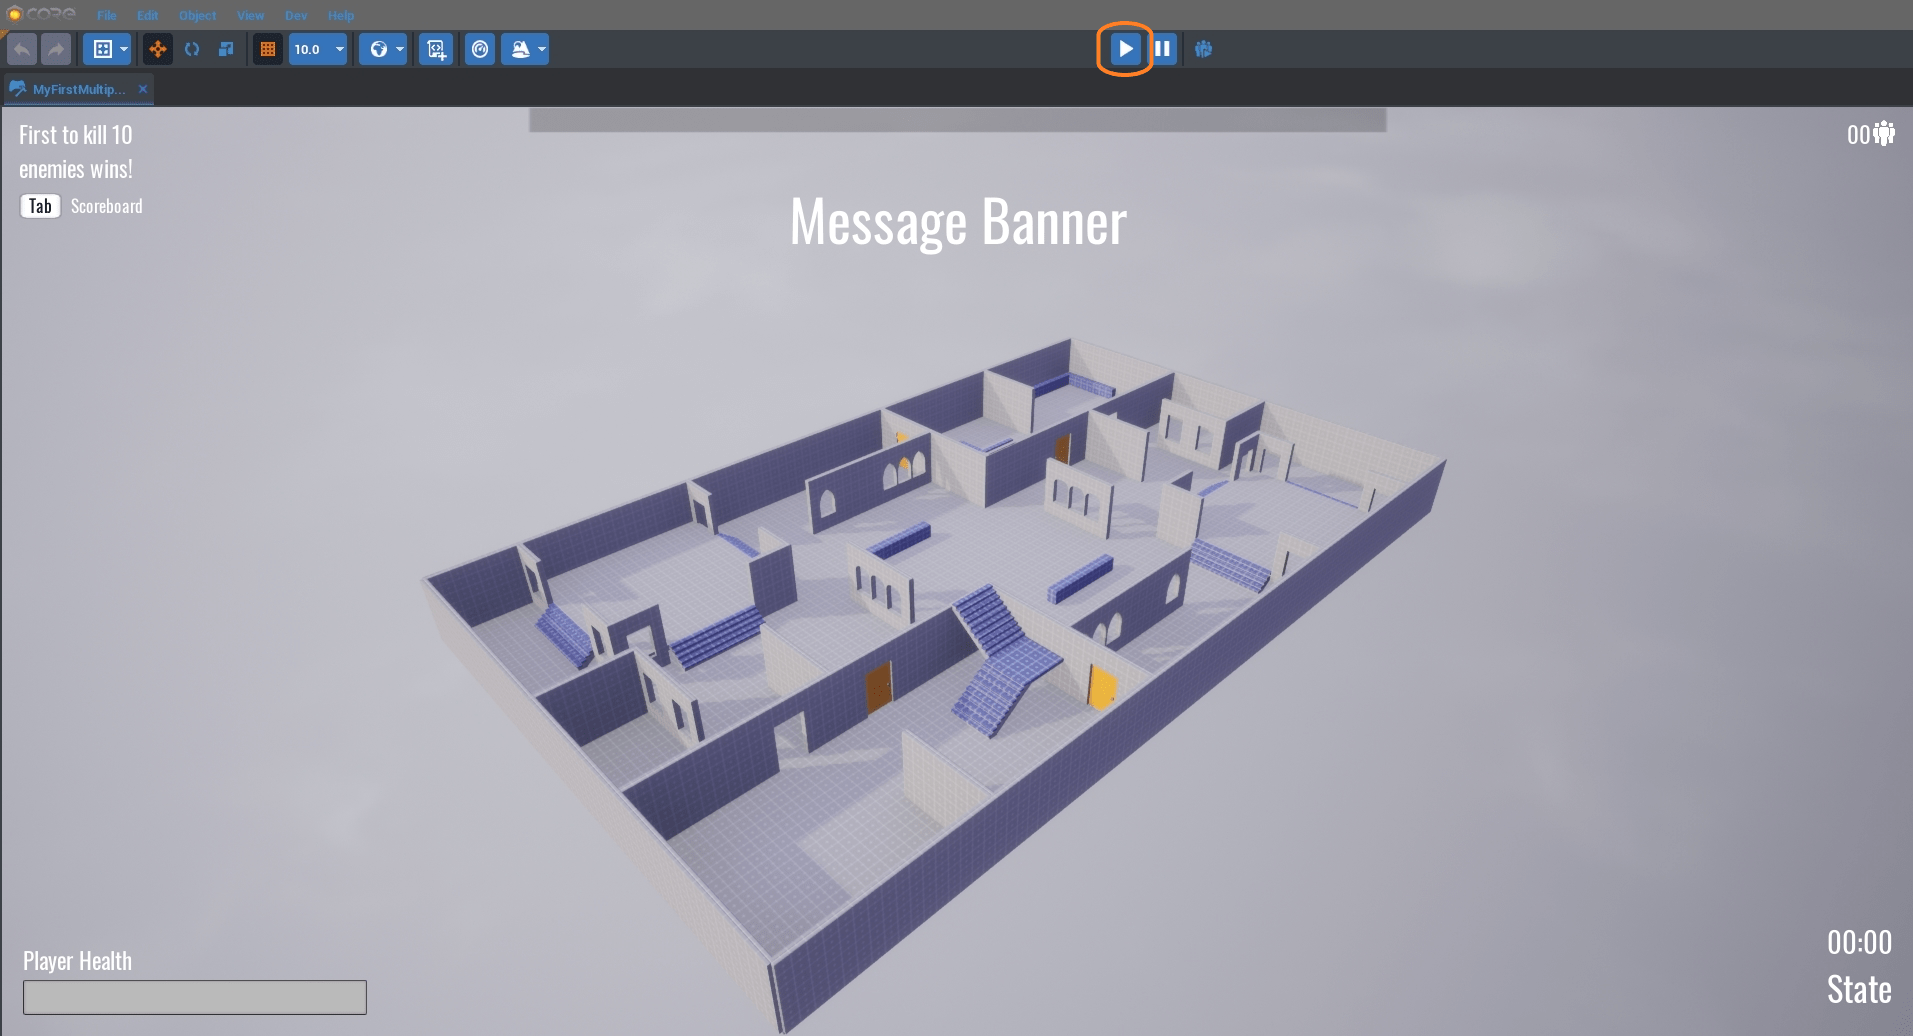 CORE
File Edit Object View Dev Help
10.0
MyFirstMultip...
First to kill 10
enemies wins!
Tab Scoreboard
00
Message Banner
Player Health
00:00
State